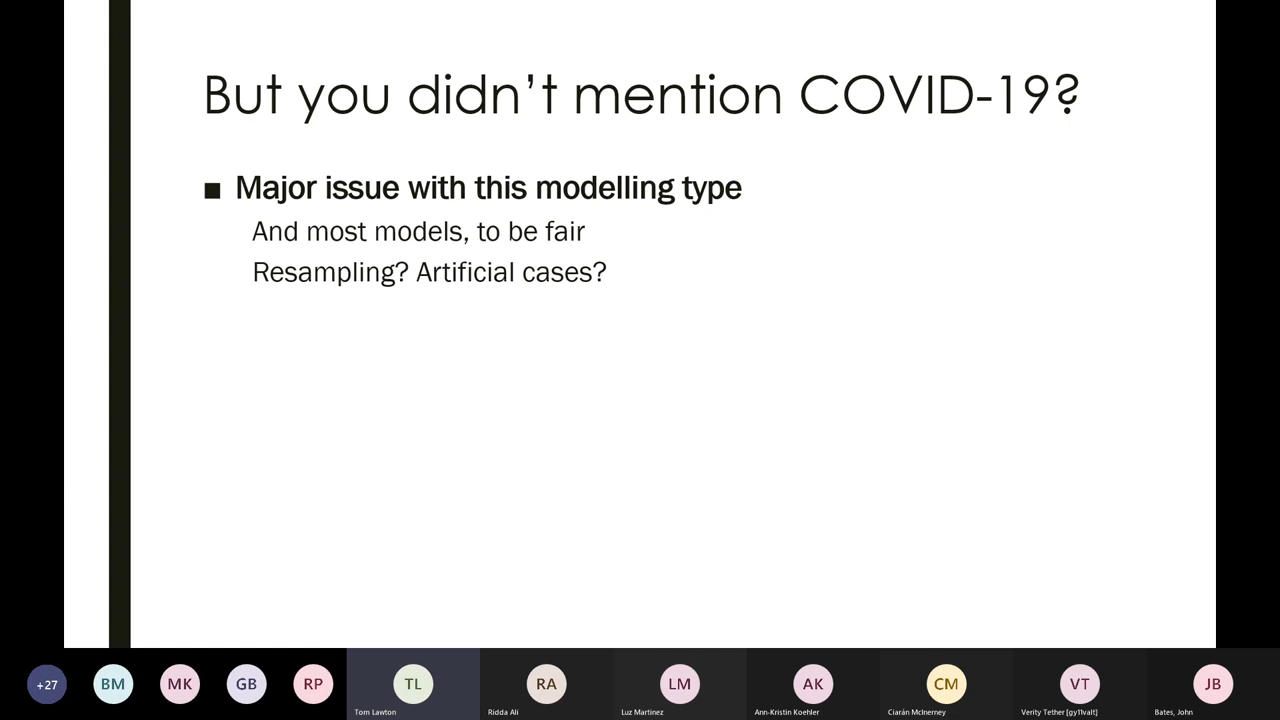 But you didn't mention COVID-19?
Major issue with this modelling type
And most models, to be fair
Resampling? Artificial cases?
+27
BM
MK
GB
RP
TL
RA
LM
AK
CM
VT
JB
Tom Lawton
Ridda Ali
Luz Martinez
Ann-Kristin Koehler
Ciarán McInerney
Verity Tether [gy11valt]
Bates, John